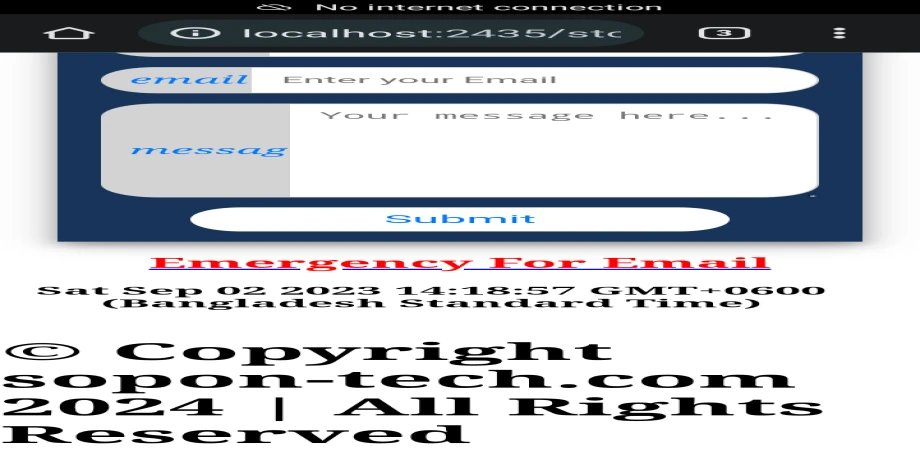 No internet connection
localhost:2435/stc
3
email
Enter your Email
Your message here...
messag
Submit
Emergency For Email
Sat Sep 02 2023 14:18:57 GMT+0600
(Bangladesh Standard Time)
© Copyright
sopon-tech.com
2024 | All Rights
Reserved